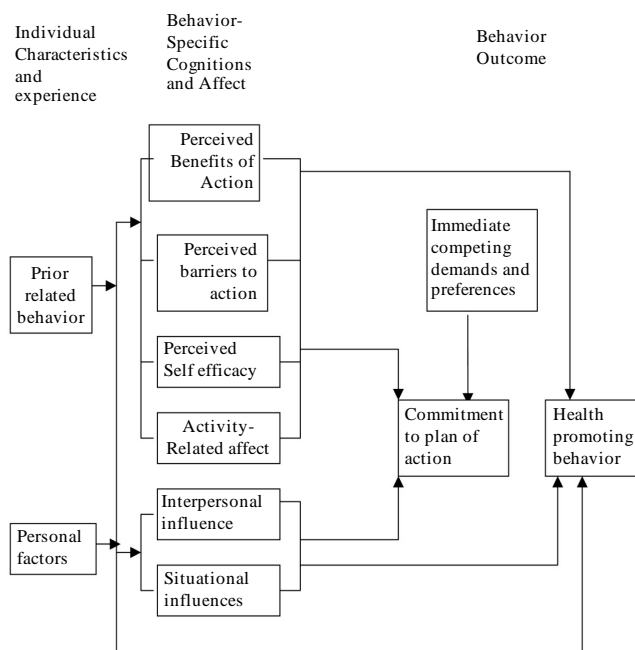 Individual
Characteristics
and
experience
Behavior-
Specific
Cognitions
and Affect
Behavior
Outcome
Perceived
Benefits of
Action
Immediate
competing
demands and
preferences
Perceived
barriers to
action
Prior
related
behavior
Perceived
Self efficacy
Activity-
Related affect
Commitment
to plan of
action
Health
promoting
behavior
Interpersonal
influence
Personal
factors
Situational
influences